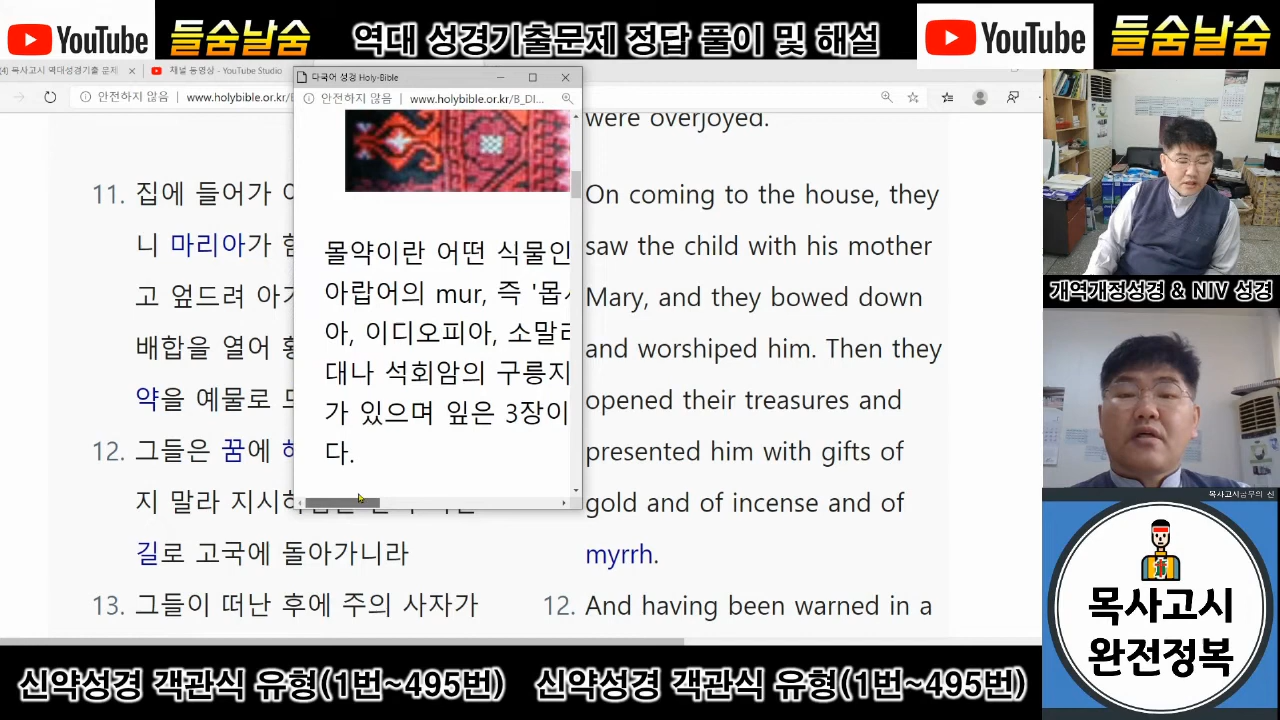 YouTube 들숨날숨 역대 성경기출문제 정답 풀이 및 해설 YouTube 들숨날숨
(4) 목사고시 역대성경기출 문제
채널 동영상 - YouTube Studio
다국어 성경 Holy-Bible
안전하지 않음 www.holybible.or.kr/B
안전하지 않음 www.holybible.or.kr/B_DI...
몰약이란 어떤 식물인
아랍어의 mur, 즉
아, 이디오피아,
대나 석회암의 구릉지
가 있으며 잎은 3장이
다.
11. 집에 들어가
니 마리아가
고 엎드려
배합을 열어
약을 예물로
12. 그들은 꿈에
지 말라
길로 고국에 돌아가니라
13. 그들이 떠난 후에 주의 사자가
were overjoyed.
On coming to the house, they
saw the child with his mother
Mary, and they bowed down
and worshiped him. Then they
opened their treasures and
presented him with gifts of
gold and of incense and of
myrrh.
12. And having been warned in a
개역개정성경 & NIV 성경
목사고시
완전정복
신약성경 객관식 유형(1번~495번) 신약성경 객관식 유형(1번~495번)